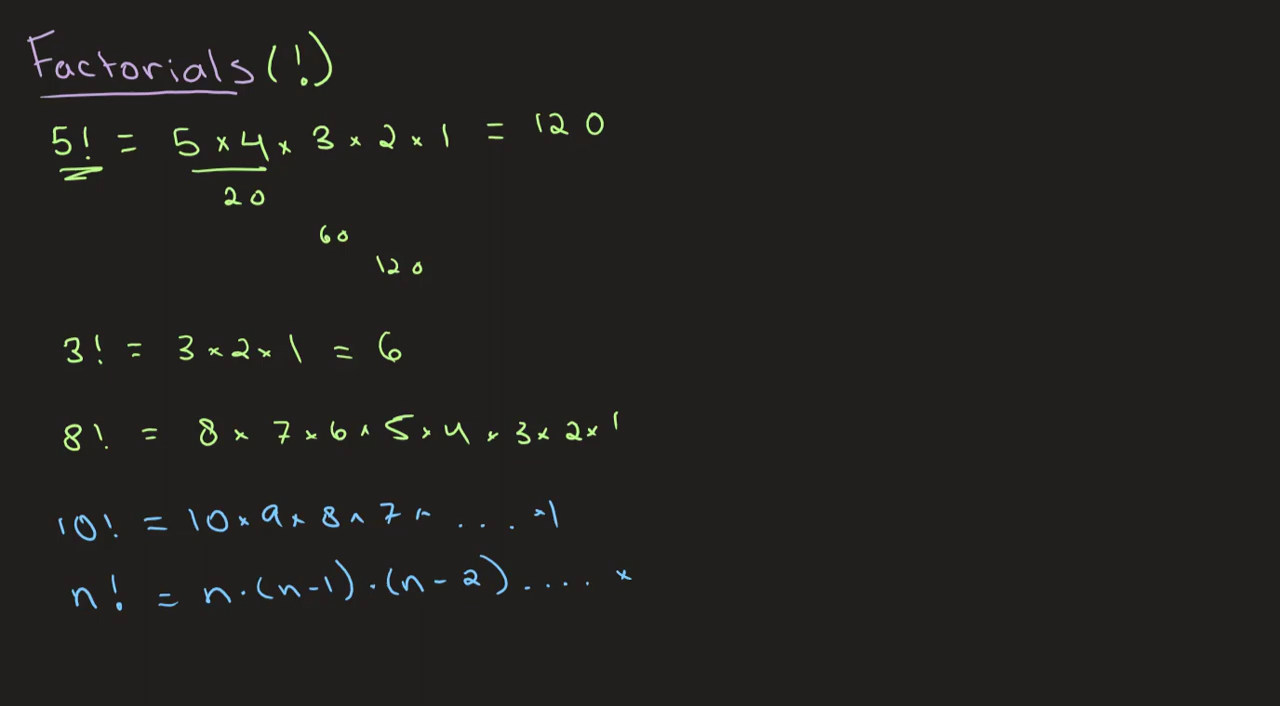 Factorials (!)
5! = 5 × 4 × 3 × 2 × 1 = 120
20
60
120
3! = 3 × 2 × 1 = 6
8! = 8 × 7 × 6 × 5 × 4 × 3 × 2 × 1
10! = 10 × 9 × 8 × 7 × . . . × 1
n! = n · (n - 1) · (n - 2) . . . . ×